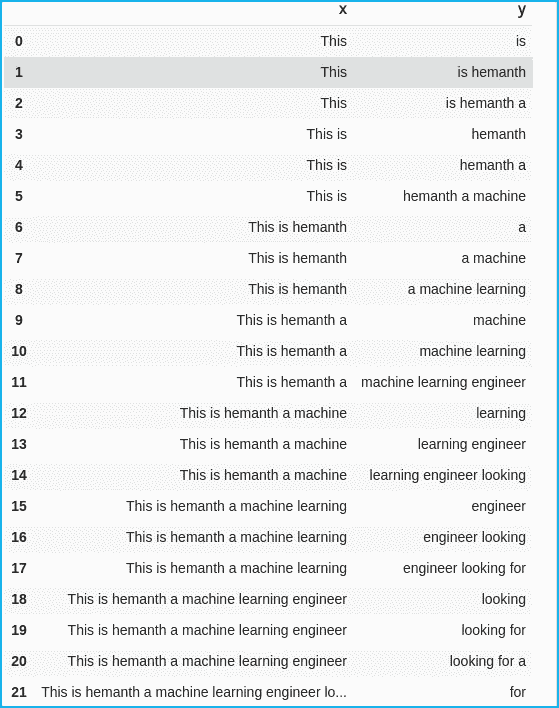 x y
0 This is
1 This is hemanth
2 This is hemanth a
3 This is hemanth
4 This is hemanth a
5 This is hemanth a machine
6 This is hemanth a
7 This is hemanth a machine
8 This is hemanth a machine learning
9 This is hemanth a machine
10 This is hemanth a machine learning
11 This is hemanth a machine learning engineer
12 This is hemanth a machine learning
13 This is hemanth a machine learning engineer
14 This is hemanth a machine learning engineer looking
15 This is hemanth a machine learning engineer
16 This is hemanth a machine learning engineer looking
17 This is hemanth a machine learning engineer looking for
18 This is hemanth a machine learning engineer looking
19 This is hemanth a machine learning engineer looking for
20 This is hemanth a machine learning engineer looking for a
21 This is hemanth a machine learning engineer lo... for